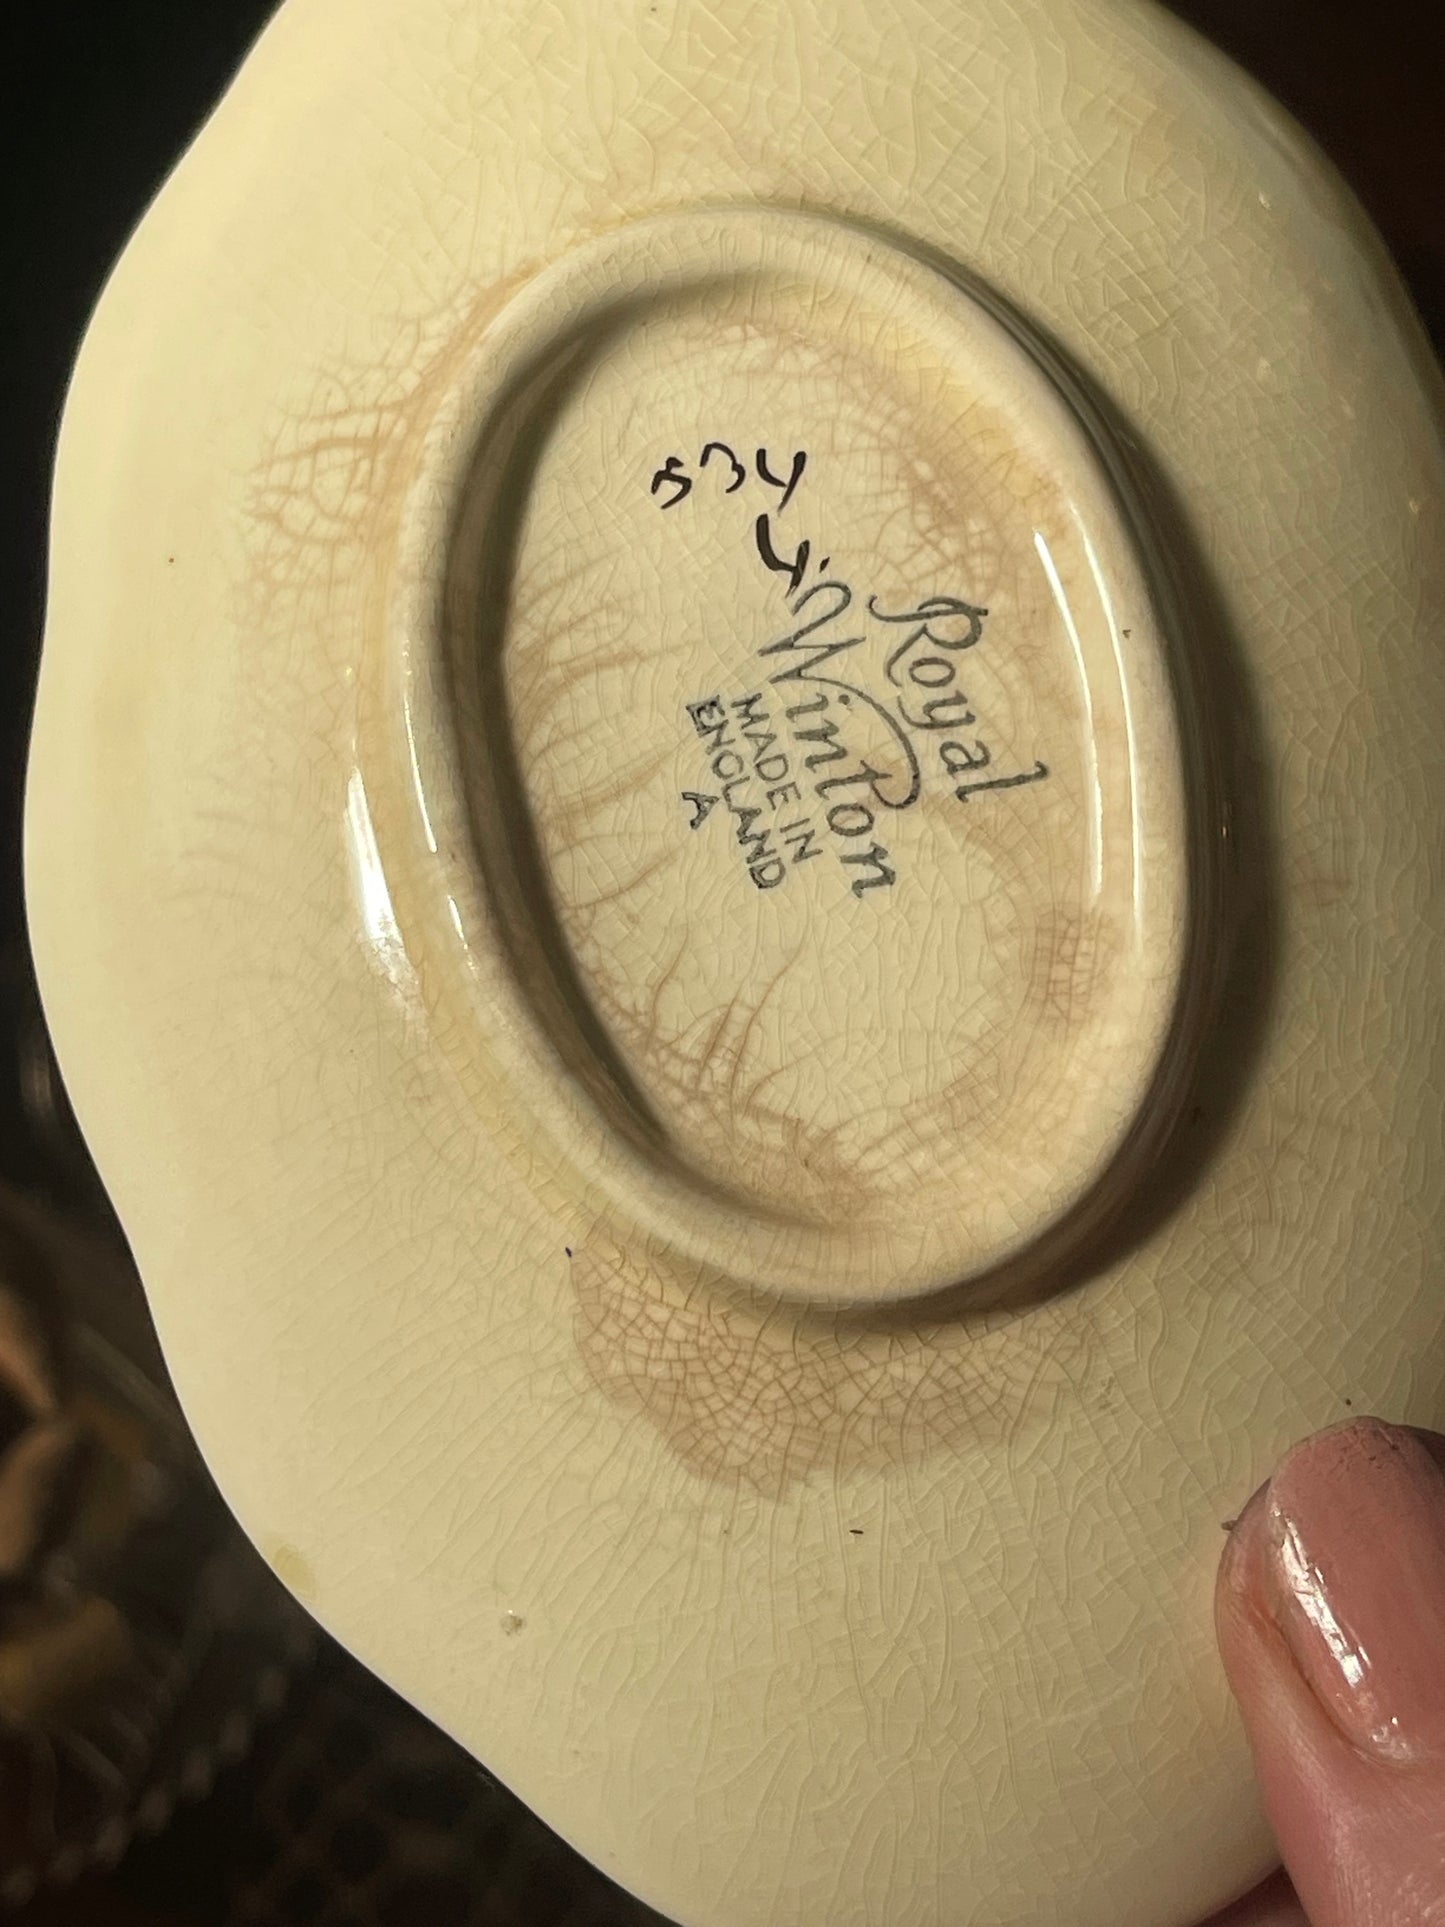 534
Y.
Royal
Winton
MADE IN
ENGLAND
A